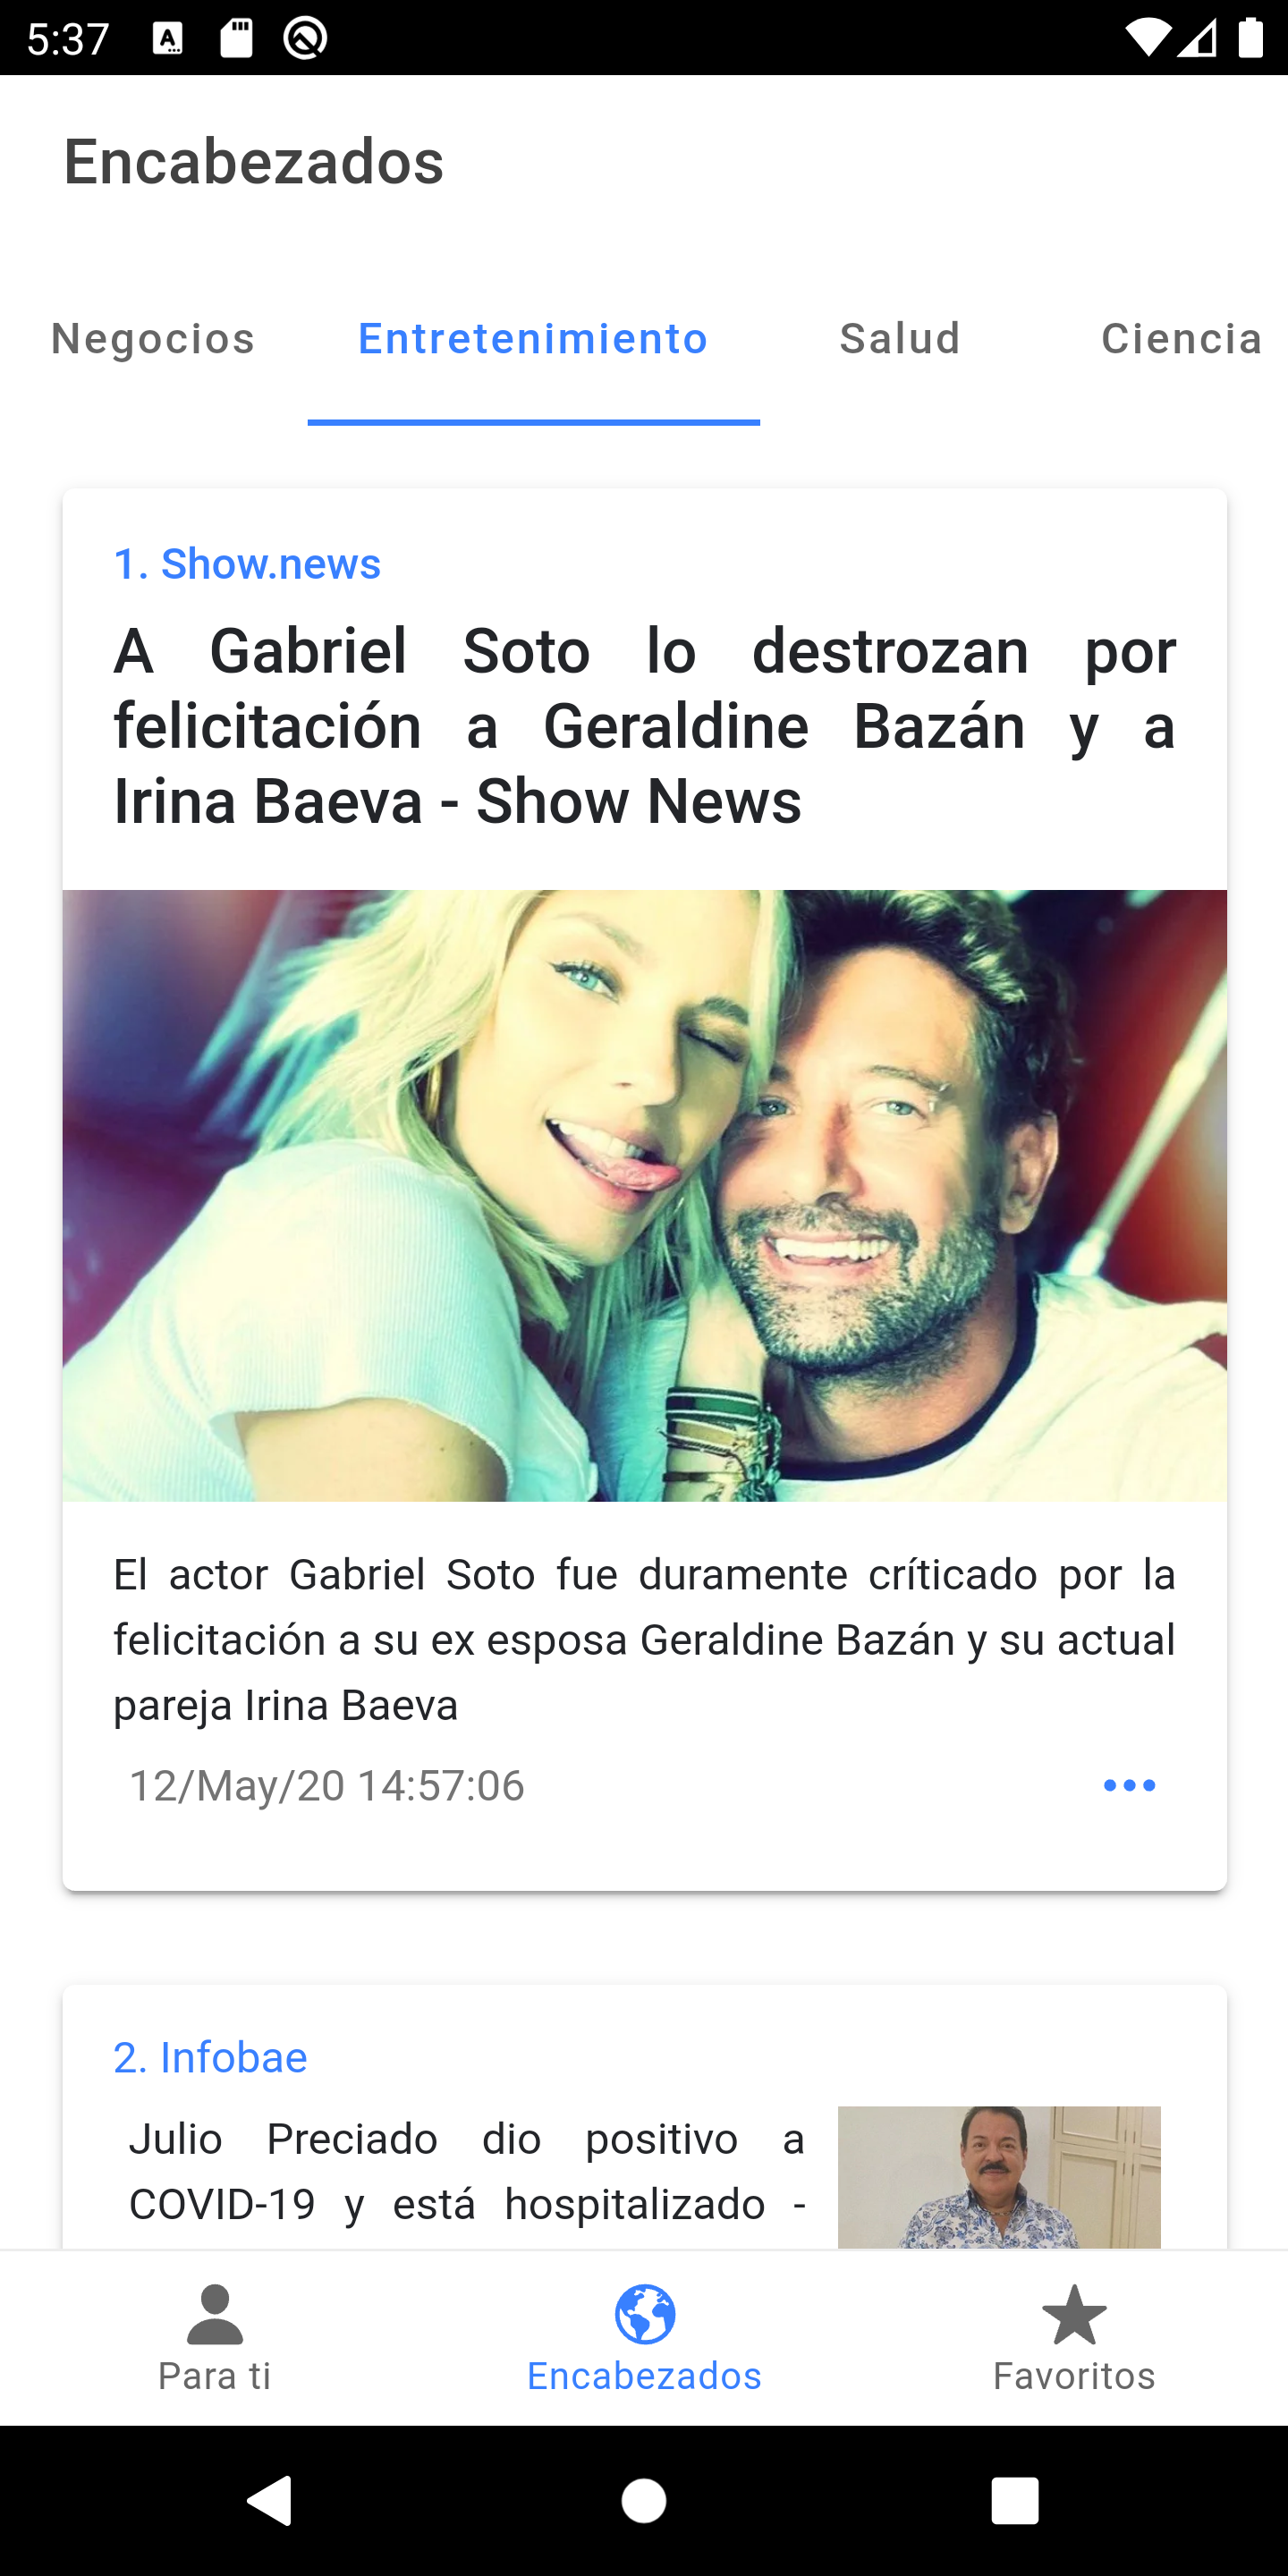 5:37
Encabezados
Negocios Entretenimiento Salud Ciencia
1. Show.news
A Gabriel Soto lo destrozan por
felicitación a Geraldine Bazán y a
Irina Baeva - Show News
El actor Gabriel Soto fue duramente críticado por la
felicitación a su ex esposa Geraldine Bazán y su actual
pareja Irina Baeva
12/May/20 14:57:06
2. Infobae
Julio Preciado dio positivo a
COVID-19 y está hospitalizado -
Para ti Encabezados Favoritos